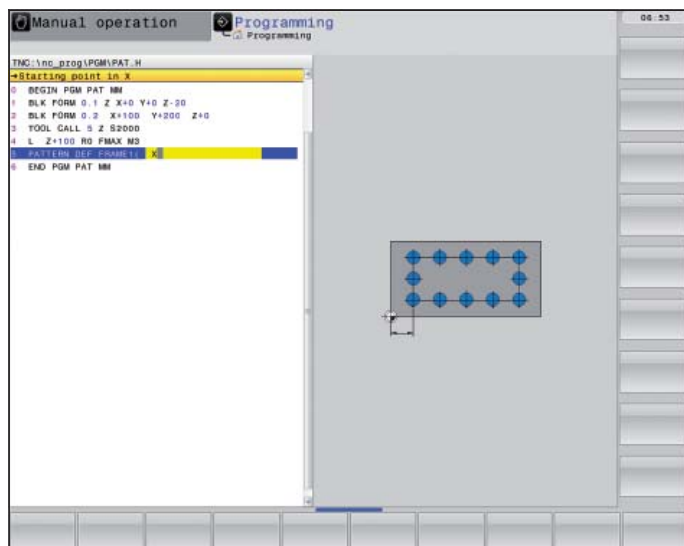 Manual operation
Programming
Programming
06:53
TNC:\nc_prog\PGM\PAT.H
→Starting point in X
0 BEGIN PGM PAT MM
1 BLK FORM 0.1 Z X+0 Y+0 Z-20
2 BLK FORM 0.2 X+100 Y+200 Z+0
3 TOOL CALL 5 Z S2000
4 L Z+100 R0 FMAX M3
5 PATTERN DEF FRAME1( X
6 END PGM PAT MM